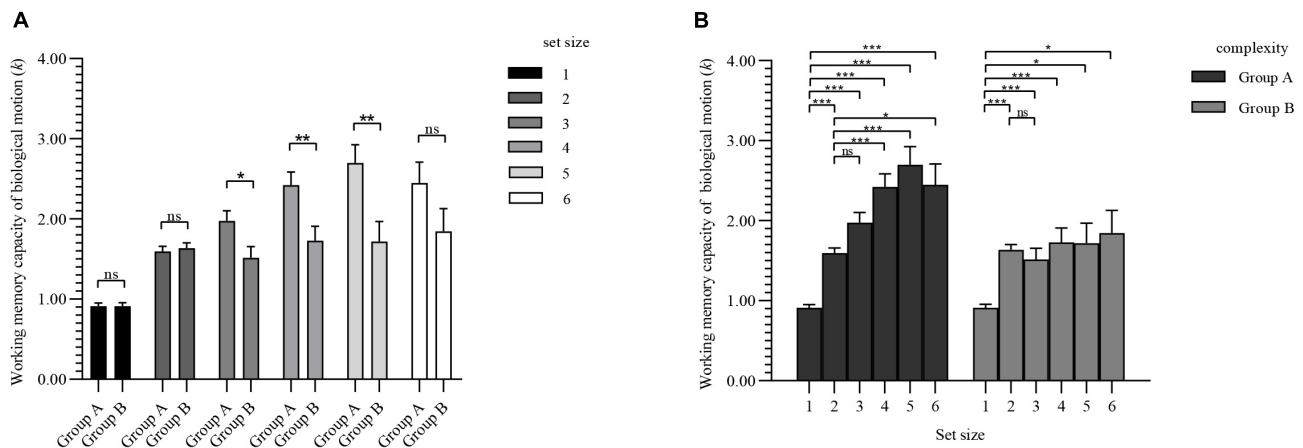 A
Working memory capacity of biological motion (k)
4.00
3.00
2.00
1.00
0.00
ns
ns
*
**
**
ns
Group A
Group B
Group A
Group B
Group A
Group B
Group A
Group B
Group A
Group B
Group A
Group B
set size
1
2
3
4
5
6
B
Working memory capacity of biological motion (k)
4.00
3.00
2.00
1.00
0.00
***
***
***
***
***
*
***
***
ns
*
*
***
***
***
ns
1 2 3 4 5 6 1 2 3 4 5 6
Set size
complexity
Group A
Group B